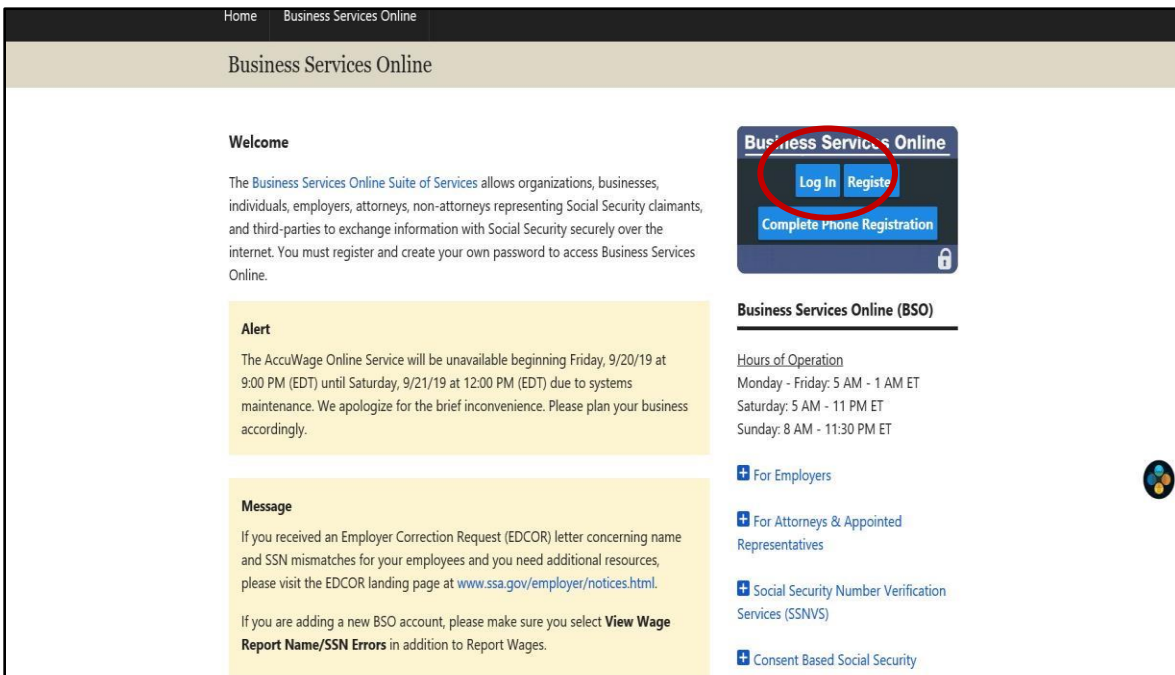 Home Business Services Online
Business Services Online
Welcome
The Business Services Online Suite of Services allows organizations, businesses,
individuals, employers, attorneys, non-attorneys representing Social Security claimants,
and third-parties to exchange information with Social Security securely over the
internet. You must register and create your own password to access Business Services
Online.
Alert
The AccuWage Online Service will be unavailable beginning Friday, 9/20/19 at
9:00 PM (EDT) until Saturday, 9/21/19 at 12:00 PM (EDT) due to systems
maintenance. We apologize for the brief inconvenience. Please plan your business
accordingly.
Message
If you received an Employer Correction Request (EDCOR) letter concerning name
and SSN mismatches for your employees and you need additional resources,
please visit the EDCOR landing page at www.ssa.gov/employer/notices.html.
If you are adding a new BSO account, please make sure you select View Wage
Report Name/SSN Errors in addition to Report Wages.
Business Services Online
Log In Register
Complete Phone Registration
Business Services Online (BSO)
Hours of Operation
Monday - Friday: 5 AM - 1 AM ET
Saturday: 5 AM - 11 PM ET
Sunday: 8 AM - 11:30 PM ET
For Employers
For Attorneys & Appointed
Representatives
Social Security Number Verification
Services (SSNVS)
Consent Based Social Security